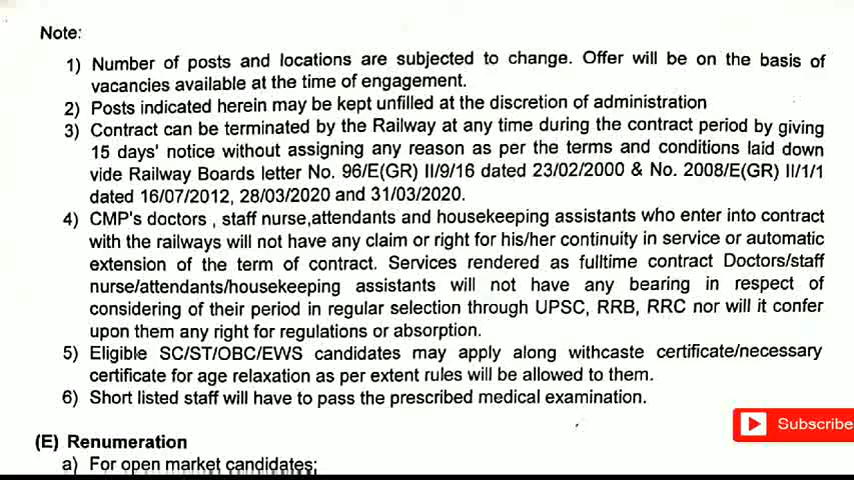 Note:
1) Number of posts and locations are subjected to change. Offer will be on the basis of
vacancies available at the time of engagement.
2) Posts indicated herein may be kept unfilled at the discretion of administration
3) Contract can be terminated by the Railway at any time during the contract period by giving
15 days' notice without assigning any reason as per the terms and conditions laid down
vide Railway Boards letter No. 96/E(GR) II/9/16 dated 23/02/2000 & No. 2008/E(GR) II/1/1
dated 16/07/2012, 28/03/2020 and 31/03/2020.
4) CMP's doctors , staff nurse,attendants and housekeeping assistants who enter into contract
with the railways will not have any claim or right for his/her continuity in service or automatic
extension of the term of contract. Services rendered as fulltime contract Doctors/staff
nurse/attendants/housekeeping assistants will not have any bearing in respect of
considering of their period in regular selection through UPSC, RRB, RRC nor will it confer
upon them any right for regulations or absorption.
5) Eligible SC/ST/OBC/EWS candidates may apply along withcaste certificate/necessary
certificate for age relaxation as per extent rules will be allowed to them.
6) Short listed staff will have to pass the prescribed medical examination.
Subscribe
(E) Renumeration
a) For open market candidates;